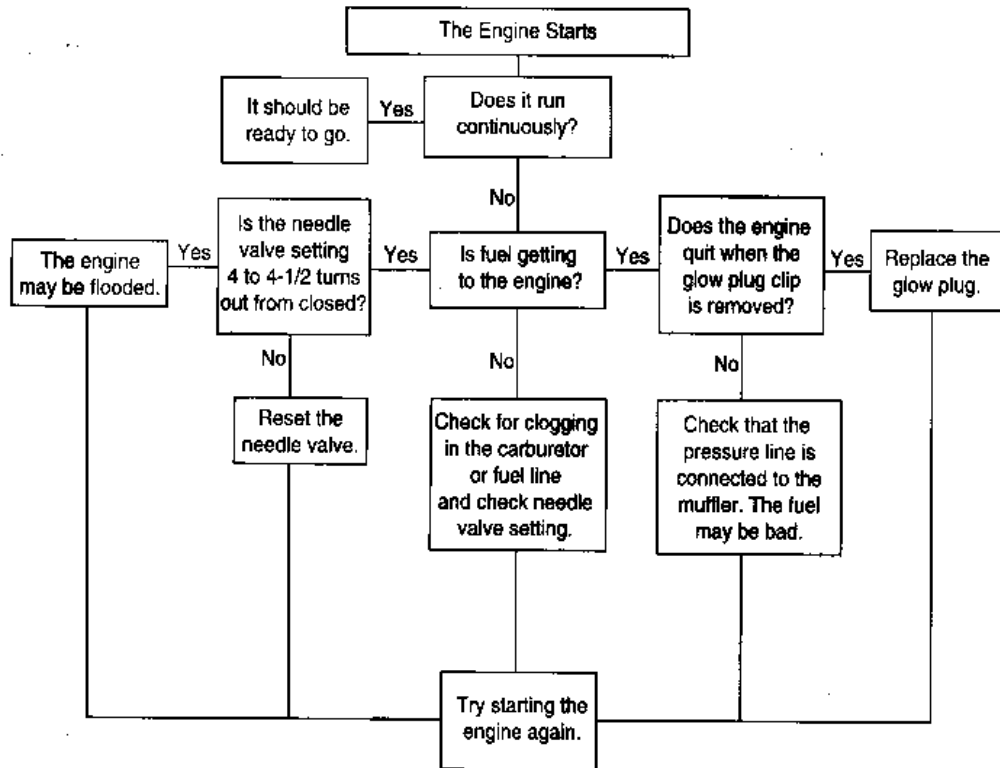 The Engine Starts
It should be
ready to go.
Yes
Does it run
continuously?
No
The engine
may be flooded.
Yes
Is the needle
valve setting
4 to 4-1/2 turns
out from closed?
Yes
Is fuel getting
to the engine?
Yes
Does the engine
quit when the
glow plug clip
is removed?
Yes
Replace the
glow plug.
No
Reset the
needle valve.
No
Check for clogging
in the carburetor
or fuel line
and check needle
valve setting.
No
Check that the
pressure line is
connected to the
muffler. The fuel
may be bad.
Try starting the
engine again.